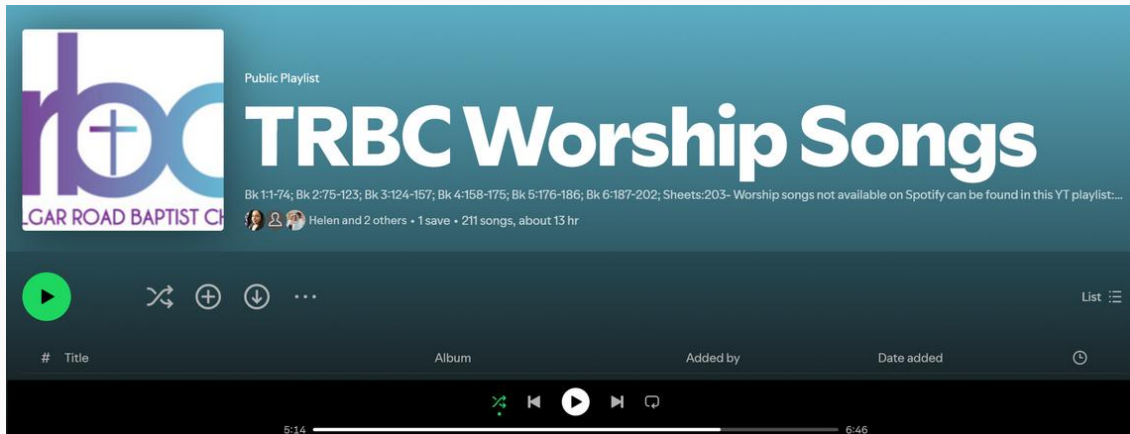 rbc
LGAR ROAD BAPTIST CH
Public Playlist
TRBC Worship Songs
Bk 1:1-74; Bk 2:75-123; Bk 3:124-157; Bk 4:158-175; Bk 5:176-186; Bk 6:187-202; Sheets:203- Worship songs not available on Spotify can be found in this YT playlist:...
Helen and 2 others • 1 save • 211 songs, about 13 hr
List
# Title Album Added by Date added
5:14 6:46